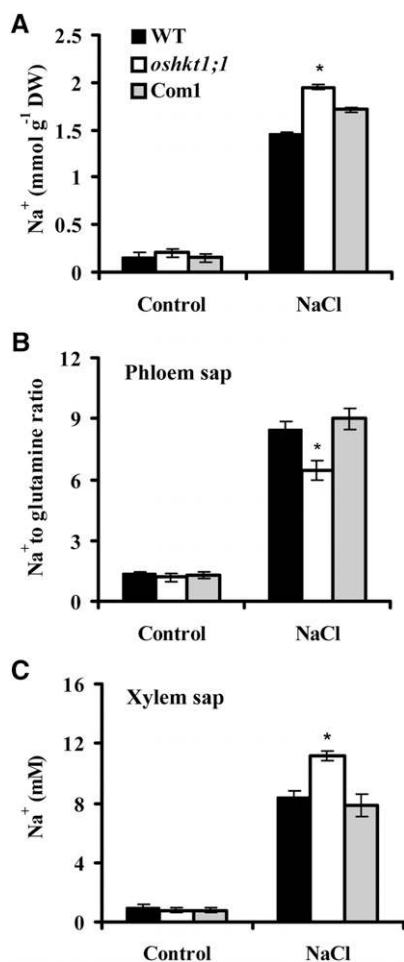 A
WT
oshkt1;1
Com1
Na+ (mmol g-1 DW)
2.5
2
1.5
1
0.5
0
*
Control
NaCl
B
Phloem sap
Na+ to glutamine ratio
12
9
6
3
0
*
Control
NaCl
C
Xylem sap
Na+ (mM)
16
12
8
4
0
*
Control
NaCl